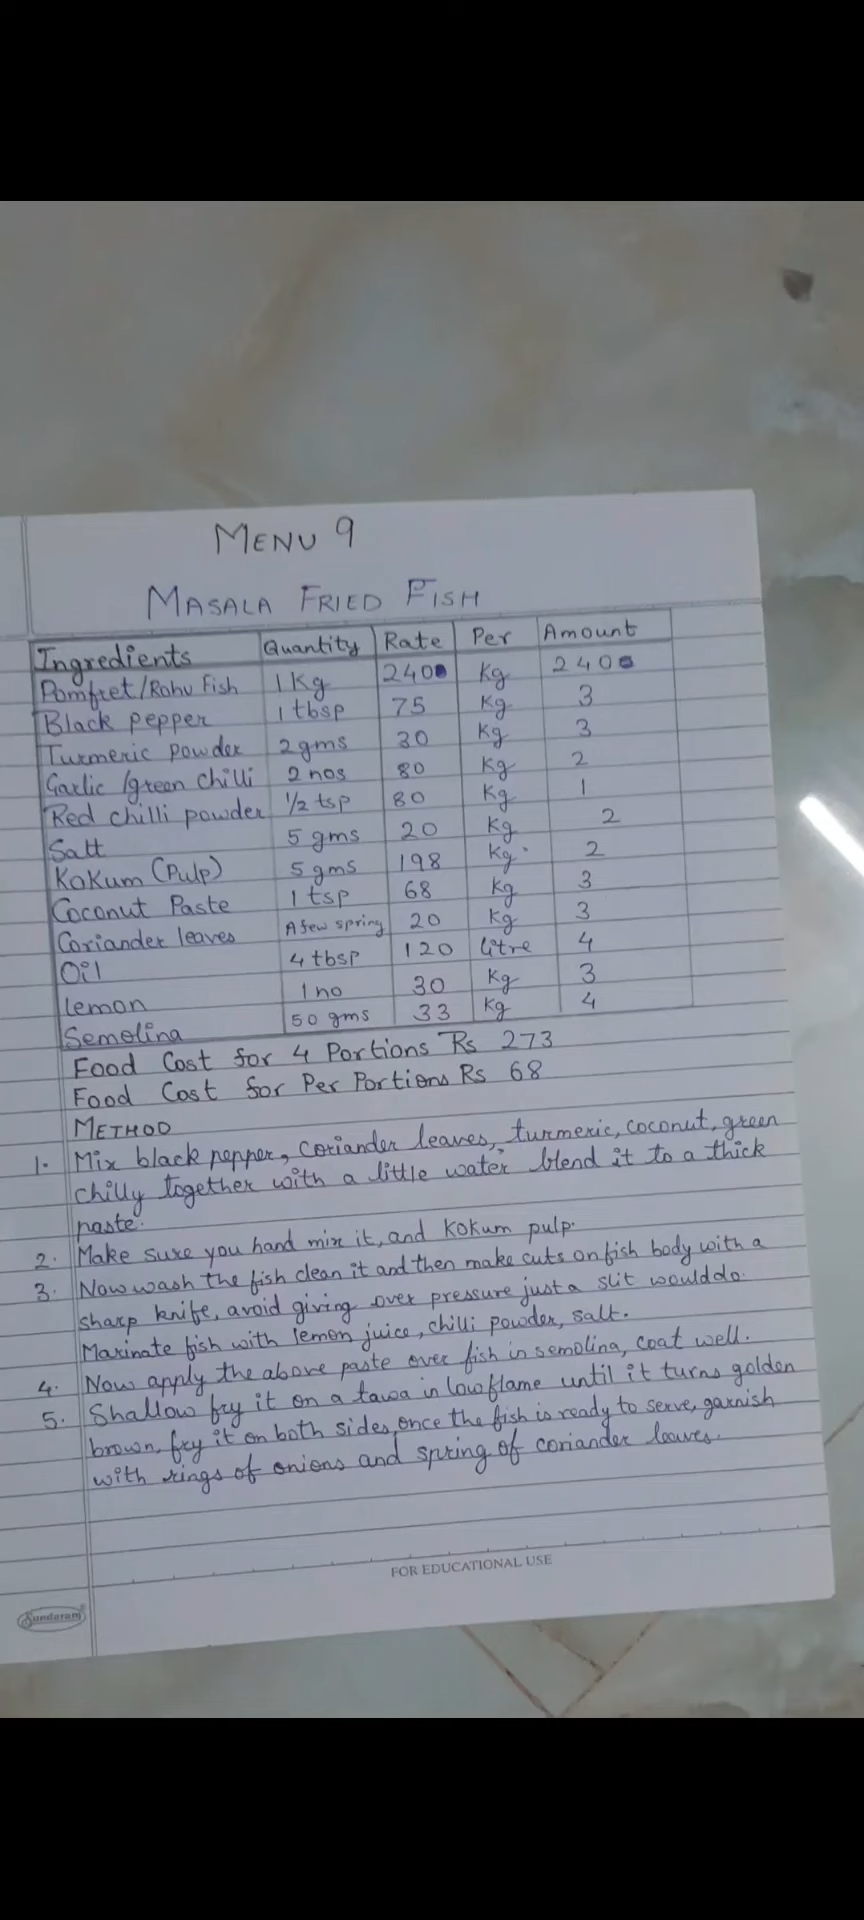 MENU 9
MASALA FRIED FISH
Ingredients Quantity Rate Per Amount
Pomfret/Rohu Fish 1 Kg 2400 Kg 2400
Black pepper 1 tbsp 75 Kg 3
Turmeric powder 2 gms 30 Kg 3
Garlic /green chilli 2 nos 80 Kg 2
Red chilli powder 1/2 tsp 80 Kg 1
Salt 5 gms 20 Kg 2
Kokum (Pulp) 5 gms 198 Kg. 2
Coconut Paste 1 tsp 68 Kg 3
Coriander leaves A few spring 20 Kg 3
Oil 4 tbsp 120 litre 4
lemon 1 no 30 Kg 3
Semolina 50 gms 33 Kg 4
Food Cost for 4 Portions Rs 273
Food Cost for Per Portions Rs 68
METHOD
1. Mix black pepper, coriander leaves, turmeric, coconut, green
chilly together with a little water blend it to a thick
paste.
2. Make sure you hand mix it, and kokum pulp.
3. Now wash the fish clean it and then make cuts on fish body with a
sharp knife, avoid giving over pressure just a slit would do.
Marinate fish with lemon juice, chilli powder, salt.
4. Now apply the above paste over fish in semolina, coat well.
5. Shallow fry it on a tawa in low flame until it turns golden
brown, fry it on both sides, once the fish is ready to serve, garnish
with rings of onions and spring of coriander leaves.
FOR EDUCATIONAL USE
Sundaram